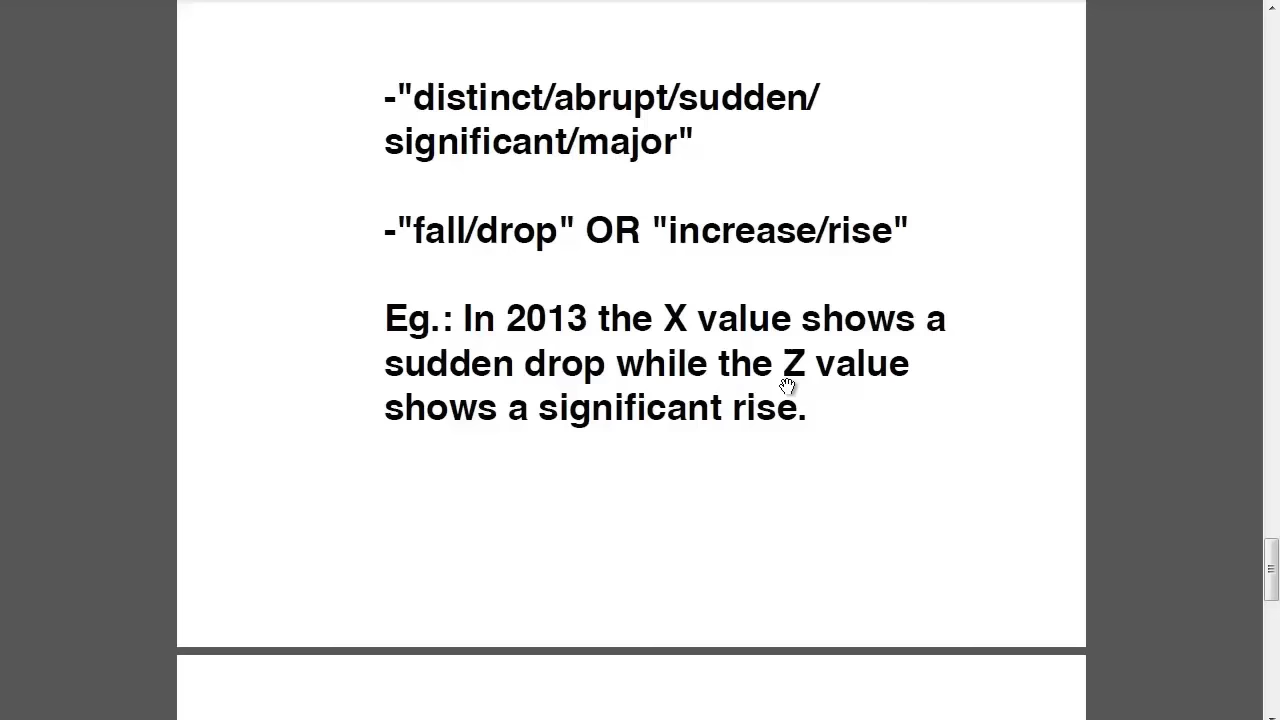 -"distinct/abrupt/sudden/
significant/major"
-"fall/drop" OR "increase/rise"
Eg.: In 2013 the X value shows a
sudden drop while the Z value
shows a significant rise.